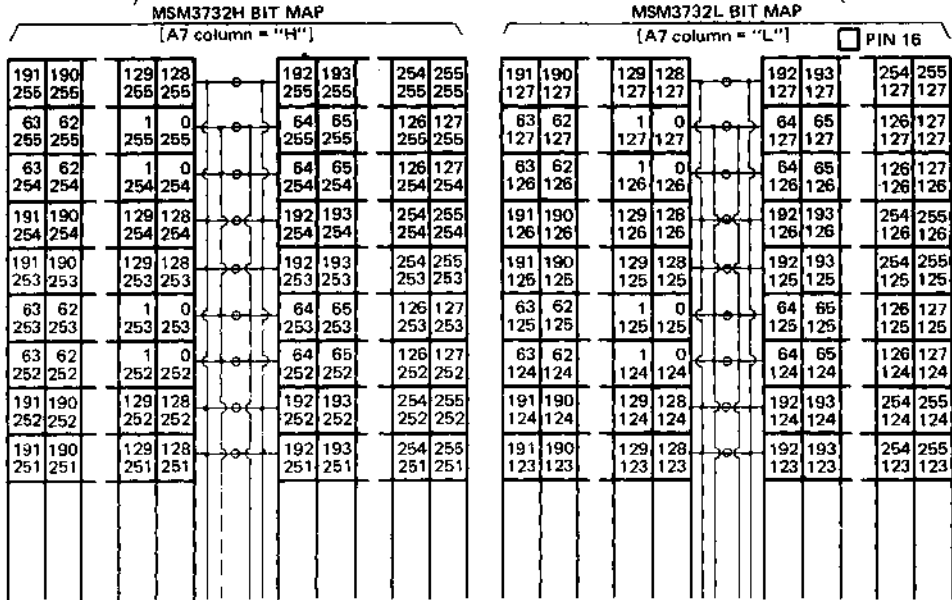 MSM3732H BIT MAP
[A7 column = "H"]
191 190 129 128 192 193 254 255
255 255 255 255 255 255 255 255
63 62 1 0 64 65 126 127
255 255 255 255 255 255 255 255
63 62 1 0 64 65 126 127
254 254 254 254 254 254 254 254
191 190 129 128 192 193 254 255
254 254 254 254 254 254 254 254
191 190 129 128 192 193 254 255
253 253 253 253 253 253 253 253
63 62 1 0 64 65 126 127
253 253 253 253 253 253 253 253
63 62 1 0 64 65 126 127
252 252 252 252 252 252 252 252
191 190 129 128 192 193 254 255
252 252 252 252 252 252 252 252
191 190 129 128 192 193 254 255
251 251 251 251 251 251 251 251
MSM3732L BIT MAP
[A7 column = "L"]
PIN 16
191 190 129 128 192 193 254 255
127 127 127 127 127 127 127 127
63 62 1 0 64 65 126 127
127 127 127 127 127 127 127 127
63 62 1 0 64 65 126 127
126 126 126 126 126 126 126 126
191 190 129 128 192 193 254 255
126 126 126 126 126 126 126 126
191 190 129 128 192 193 254 255
125 125 125 125 125 125 125 125
63 62 1 0 64 65 126 127
125 125 125 125 125 125 125 125
63 62 1 0 64 65 126 127
124 124 124 124 124 124 124 124
191 190 129 128 192 193 254 255
124 124 124 124 124 124 124 124
191 190 129 128 192 193 254 255
123 123 123 123 123 123 123 123